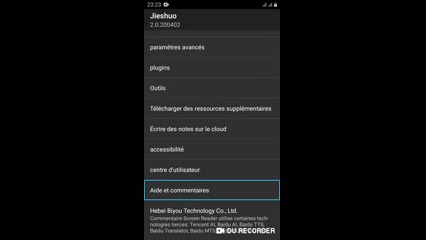 23:23
Jieshuo
2.0.200402
paramètres avancés
plugins
Outils
Télécharger des ressources supplémentaires
Écrire des notes sur le cloud
accessibilité
centre d'utilisateur
Aide et commentaires
Hebei Biyou Technology Co., Ltd.
Commentaire Screen Reader utilise certaines tech-
nologies tierces: Tencent AI, Baidu AI, Baidu TTS,
Baidu Translator, Baidu MTS,
DU RECORDER